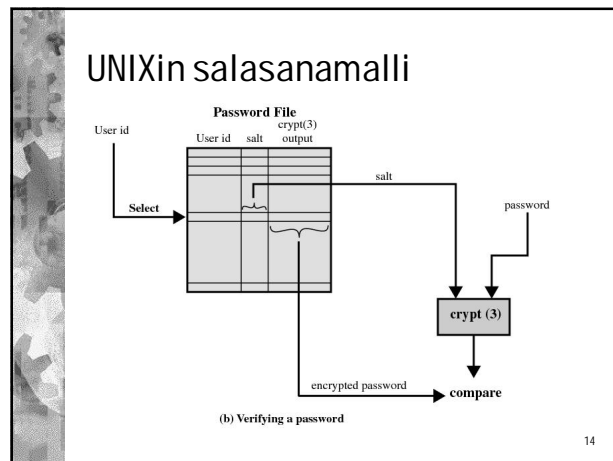 UNIXin salasanamalli
Password File
User id
User id salt crypt(3) output
salt
Select
password
crypt (3)
encrypted password
compare
(b) Verifying a password
14